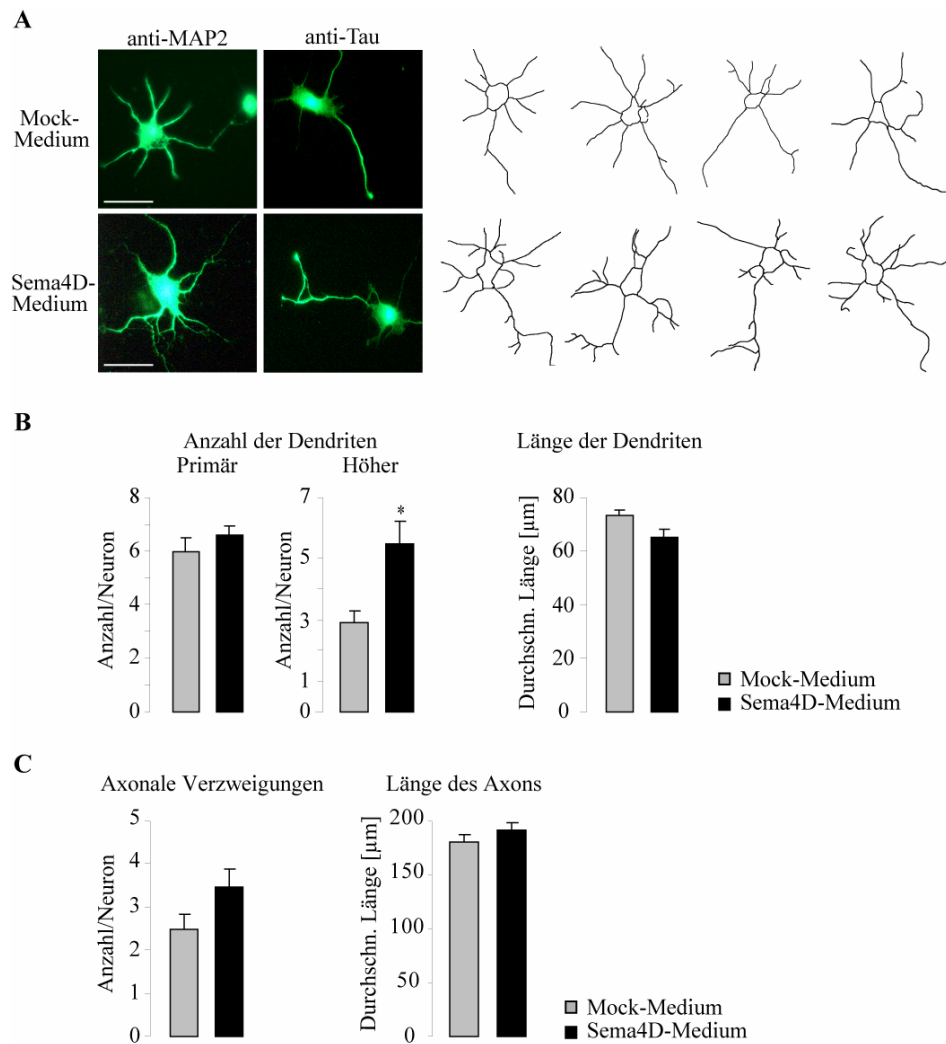 A
anti-MAP2 anti-Tau
Mock-
Medium
Sema4D-
Medium
B
Anzahl der Dendriten
Primär Höher
Länge der Dendriten
Anzahl/Neuron
8
6
4
2
0
Anzahl/Neuron
7
5
3
1
0
*
Durchschn. Länge [µm]
80
60
40
20
0
Mock-Medium
Sema4D-Medium
C
Axonale Verzweigungen
Länge des Axons
Anzahl/Neuron
5
4
3
2
1
0
Durchschn. Länge [µm]
200
150
100
50
0
Mock-Medium
Sema4D-Medium